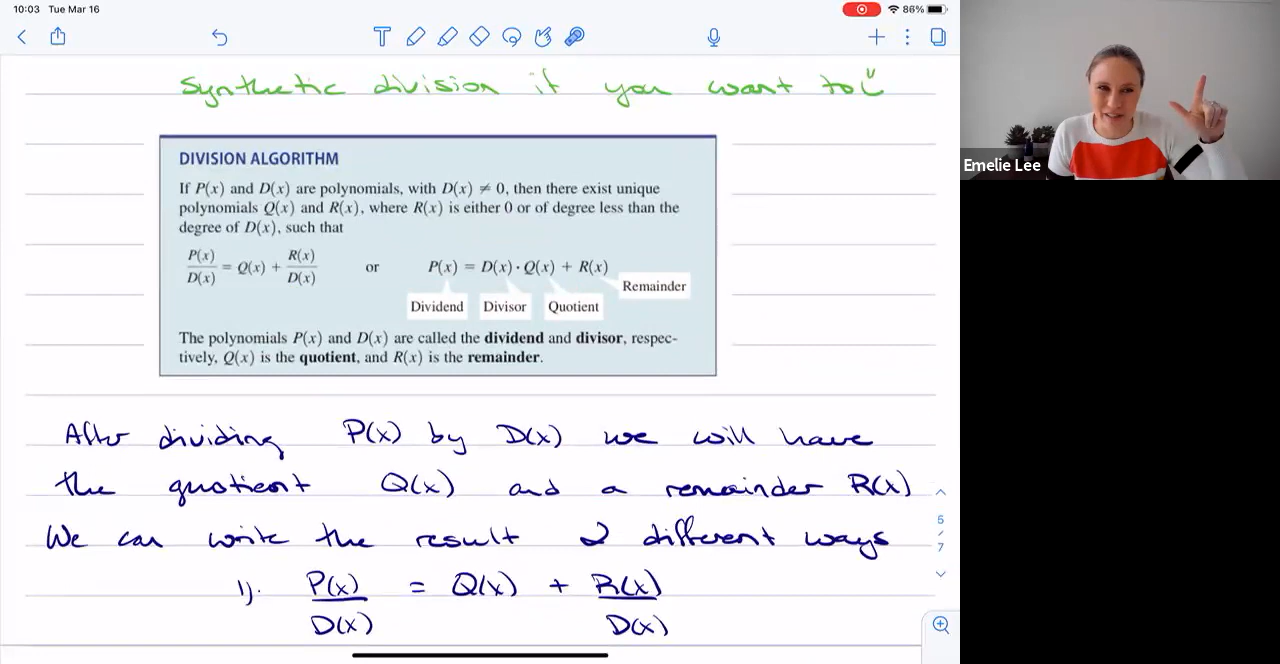 10:03 Tue Mar 16
86%
T
Synthetic division if you want to
DIVISION ALGORITHM
If P(x) and D(x) are polynomials, with D(x) ≠ 0, then there exist unique
polynomials Q(x) and R(x), where R(x) is either 0 or of degree less than the
degree of D(x), such that
P(x)/D(x) = Q(x) + R(x)/D(x) or P(x) = D(x) · Q(x) + R(x)
Remainder
Dividend Divisor Quotient
The polynomials P(x) and D(x) are called the dividend and divisor, respec-
tively, Q(x) is the quotient, and R(x) is the remainder.
After dividing P(x) by D(x) we will have
the quotient Q(x) and a remainder R(x)
We can write the result 2 different ways
1). P(x)/D(x) = Q(x) + R(x)/D(x)
5/7
Emelie Lee